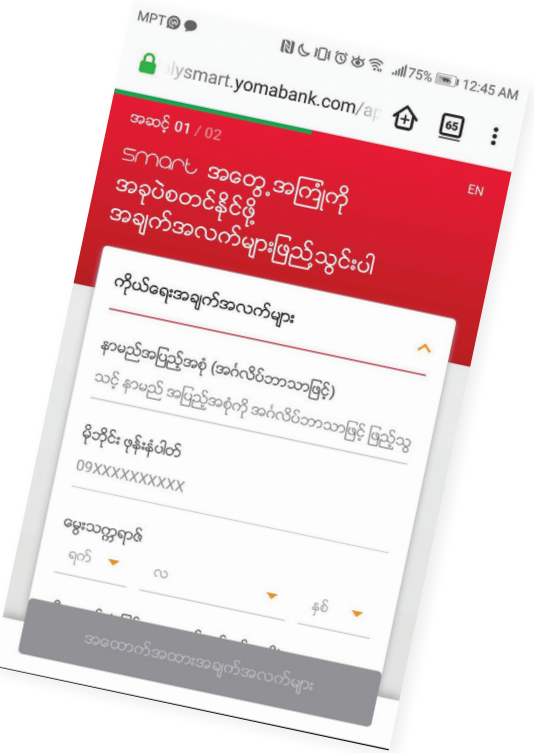 MPT
75% 12:45 AM
lysmart.yomabank.com/ap
65
အဆင့် 01 / 02
EN
smart အတွေ့အကြုံကို
အခုပဲစတင်နိုင်ဖို့
အချက်အလက်များဖြည့်သွင်းပါ
ကိုယ်ရေးအချက်အလက်များ
နာမည်အပြည့်အစုံ (အင်္ဂလိပ်ဘာသာဖြင့်)
သင့် နာမည် အပြည့်အစုံကို အင်္ဂလိပ်ဘာသာဖြင့် ဖြည့်သွ
မိုဘိုင်း ဖုန်းနံပါတ်
09XXXXXXXXXX
မွေးသက္ကရာဇ်
ရက် လ နှစ်
အထောက်အထားအချက်အလက်များ